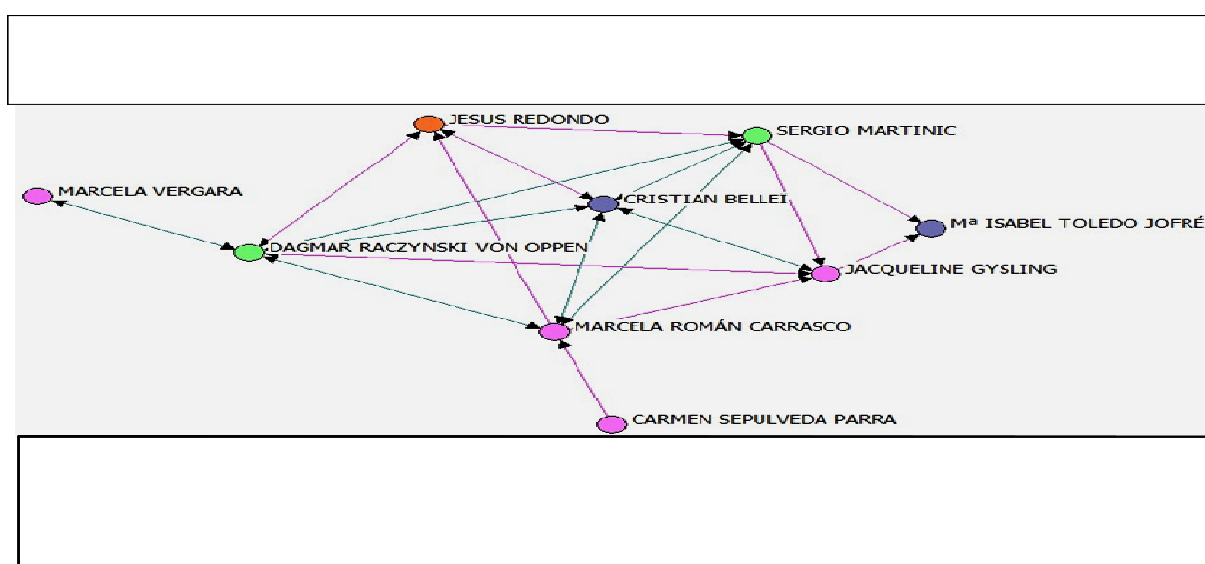 JESUS REDONDO
SERGIO MARTINIC
MARCELA VERGARA
CRISTIAN BELLEI
Mª ISABEL TOLEDO JOFRÉ
DAGMAR RACZYNSKI VON OPPEN
JACQUELINE GYSLING
MARCELA ROMÁN CARRASCO
CARMEN SEPULVEDA PARRA